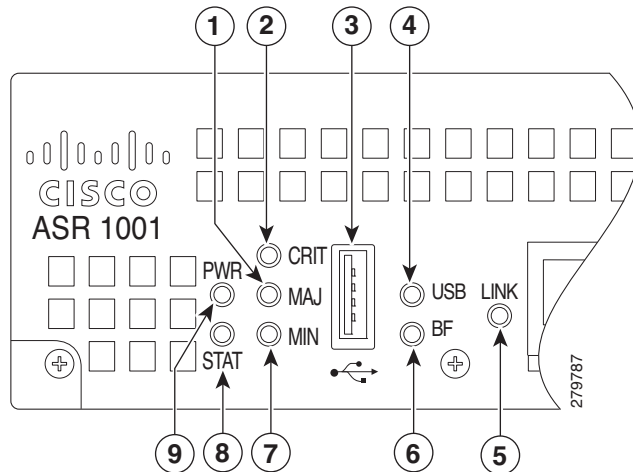 1 2 3 4
CISCO
ASR 1001
CRIT
PWR MAJ USB LINK
MIN BF
STAT
279787
9 8 7 6 5